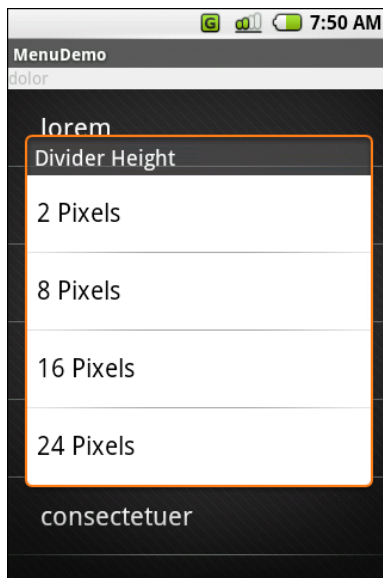 G 7:50 AM
MenuDemo
dolor
lorem
Divider Height
2 Pixels
8 Pixels
16 Pixels
24 Pixels
consectetuer